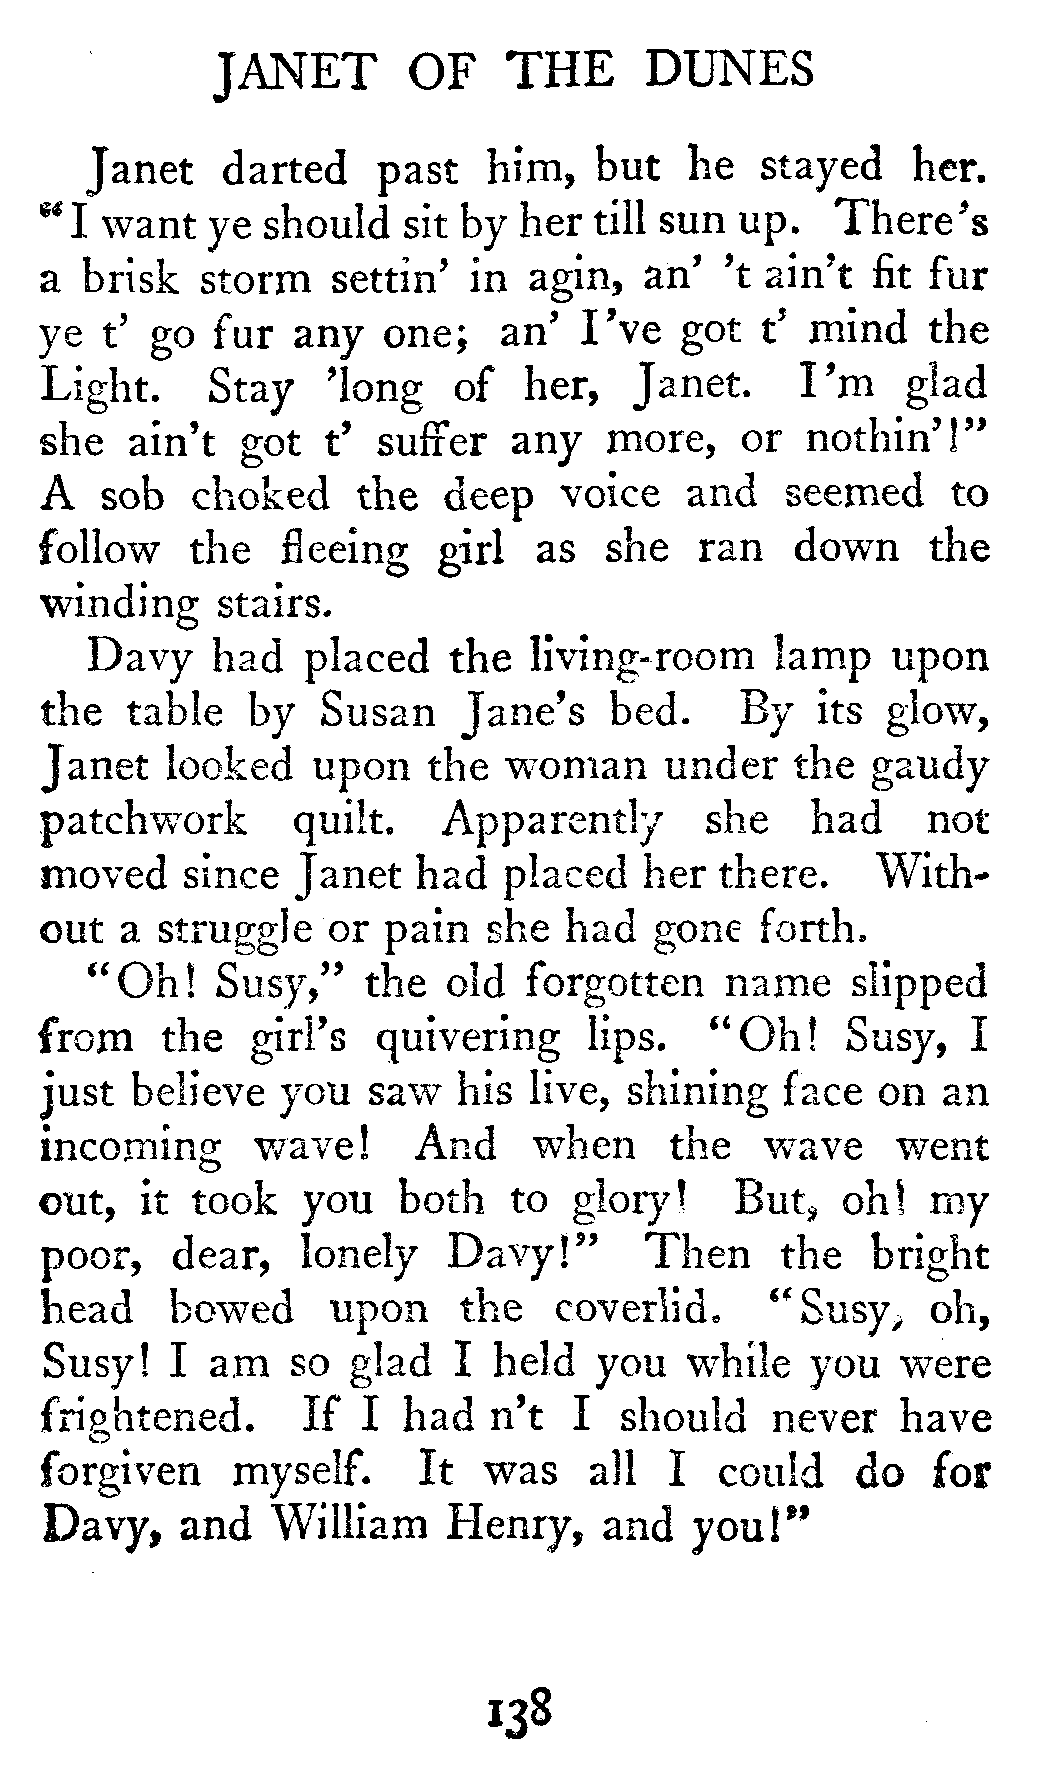 JANET OF THE DUNES
Janet darted past him, but he stayed her.
"I want ye should sit by her till sun up. There's
a brisk storm settin' in agin, an' 't ain't fit fur
ye t' go fur any one; an' I've got t' mind the
Light. Stay 'long of her, Janet. I'm glad
she ain't got t' suffer any more, or nothin'!"
A sob choked the deep voice and seemed to
follow the fleeing girl as she ran down the
winding stairs.
Davy had placed the living-room lamp upon
the table by Susan Jane's bed. By its glow,
Janet looked upon the woman under the gaudy
patchwork quilt. Apparently she had not
moved since Janet had placed her there. With-
out a struggle or pain she had gone forth.
"Oh! Susy," the old forgotten name slipped
from the girl's quivering lips. "Oh! Susy, I
just believe you saw his live, shining face on an
incoming wave! And when the wave went
out, it took you both to glory! But, oh! my
poor, dear, lonely Davy!" Then the bright
head bowed upon the coverlid. "Susy, oh,
Susy! I am so glad I held you while you were
frightened. If I had n't I should never have
forgiven myself. It was all I could do for
Davy, and William Henry, and you!"
138